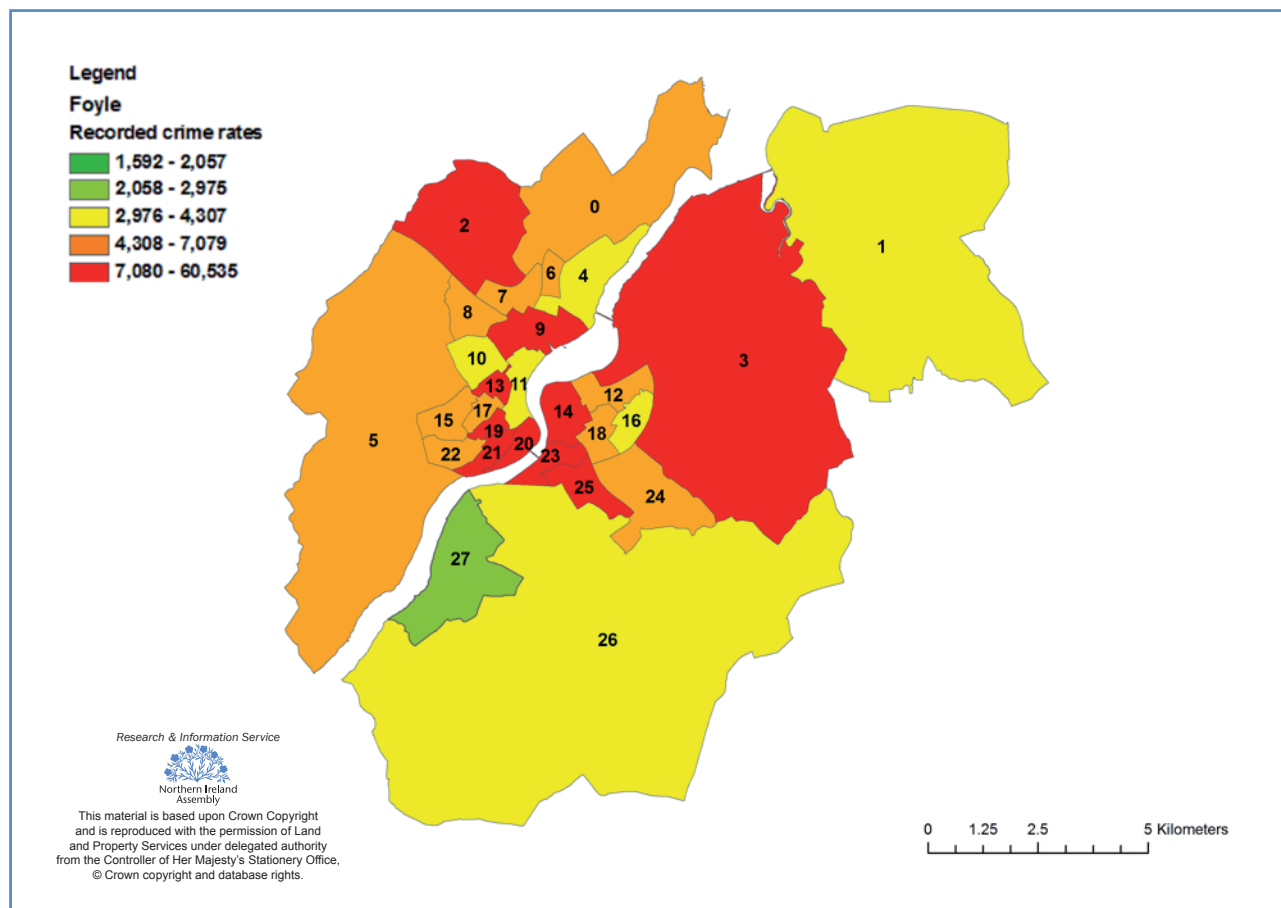 Legend
Foyle
Recorded crime rates
1,592 - 2,057
2,058 - 2,975
2,976 - 4,307
4,308 - 7,079
7,080 - 60,535
0
2
1
6
4
7
8
9
10
3
13
11
12
14
15
17
16
5
19
18
20
22
21
23
25
24
27
26
Research & Information Service
Northern Ireland
Assembly
This material is based upon Crown Copyright
and is reproduced with the permission of Land
and Property Services under delegated authority
from the Controller of Her Majesty's Stationery Office,
© Crown copyright and database rights.
0 1.25 2.5 5 Kilometers